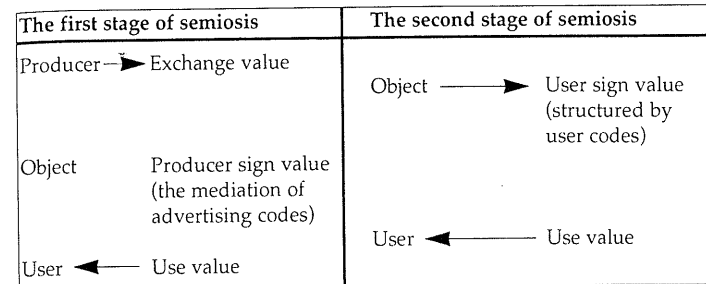 The first stage of semiosis
Producer Exchange value
Object Producer sign value
(the mediation of
advertising codes)
User Use value
The second stage of semiosis
Object User sign value
(structured by
user codes)
User Use value